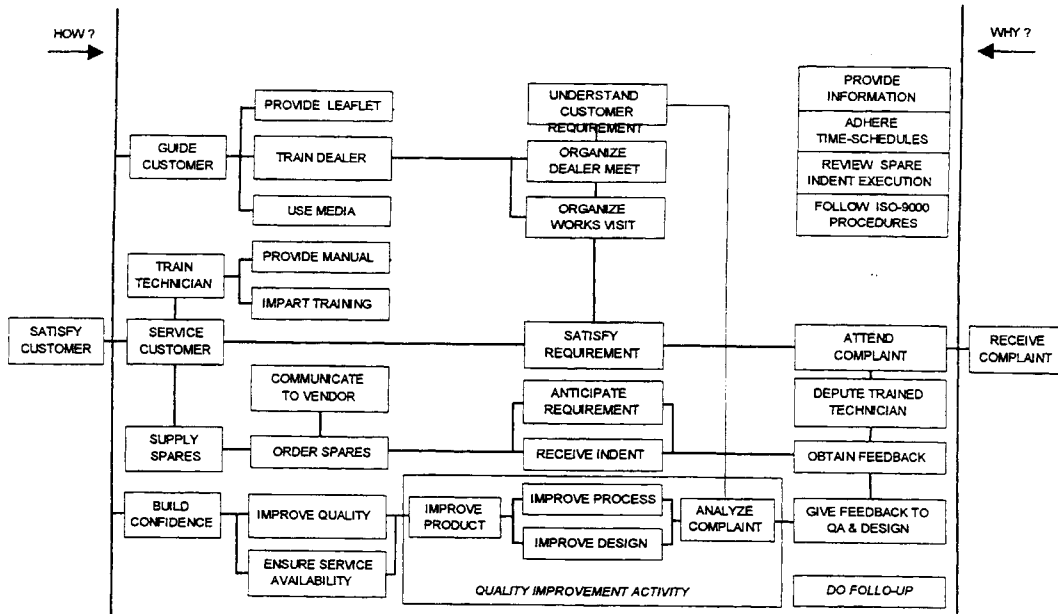 HOW ?
WHY ?
PROVIDE LEAFLET
UNDERSTAND
CUSTOMER
REQUIREMENT
PROVIDE
INFORMATION
GUIDE
CUSTOMER
TRAIN DEALER
ORGANIZE
DEALER MEET
ADHERE
TIME-SCHEDULES
REVIEW SPARE
INDENT EXECUTION
USE MEDIA
ORGANIZE
WORKS VISIT
FOLLOW ISO-9000
PROCEDURES
TRAIN
TECHNICIAN
PROVIDE MANUAL
IMPART TRAINING
SATISFY
CUSTOMER
SERVICE
CUSTOMER
SATISFY
REQUIREMENT
ATTEND
COMPLAINT
RECEIVE
COMPLAINT
COMMUNICATE
TO VENDOR
ANTICIPATE
REQUIREMENT
DEPUTE TRAINED
TECHNICIAN
SUPPLY
SPARES
ORDER SPARES
RECEIVE INDENT
OBTAIN FEEDBACK
BUILD
CONFIDENCE
IMPROVE QUALITY
IMPROVE
PRODUCT
IMPROVE PROCESS
IMPROVE DESIGN
ANALYZE
COMPLAINT
GIVE FEEDBACK TO
QA & DESIGN
ENSURE SERVICE
AVAILABILITY
QUALITY IMPROVEMENT ACTIVITY
DO FOLLO-UP